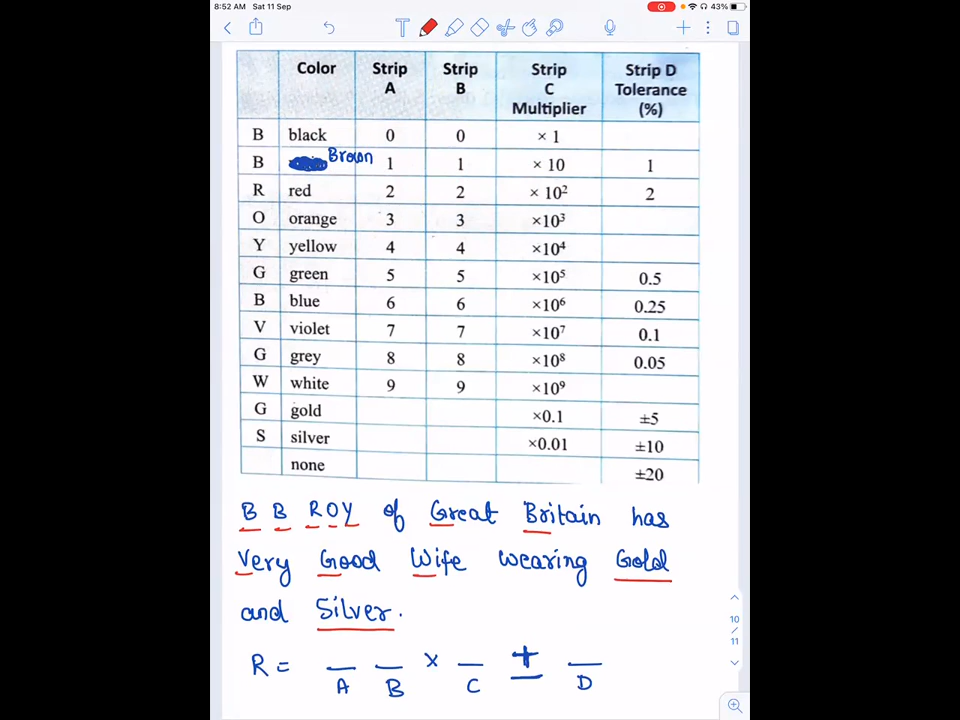 8:52 AM Sat 11 Sep 43%
Color Strip A Strip B Strip C Multiplier Strip D Tolerance (%)
B black 0 0 × 1
B Brown 1 1 × 10 1
R red 2 2 × 10² 2
O orange 3 3 ×10³
Y yellow 4 4 ×10⁴
G green 5 5 ×10⁵ 0.5
B blue 6 6 ×10⁶ 0.25
V violet 7 7 ×10⁷ 0.1
G grey 8 8 ×10⁸ 0.05
W white 9 9 ×10⁹
G gold ×0.1 ±5
S silver ×0.01 ±10
none ±20
B B ROY of Great Britain has
Very Good Wife wearing Gold
and Silver.
R = __ __ × __ ± __
A B C D
10
/
11